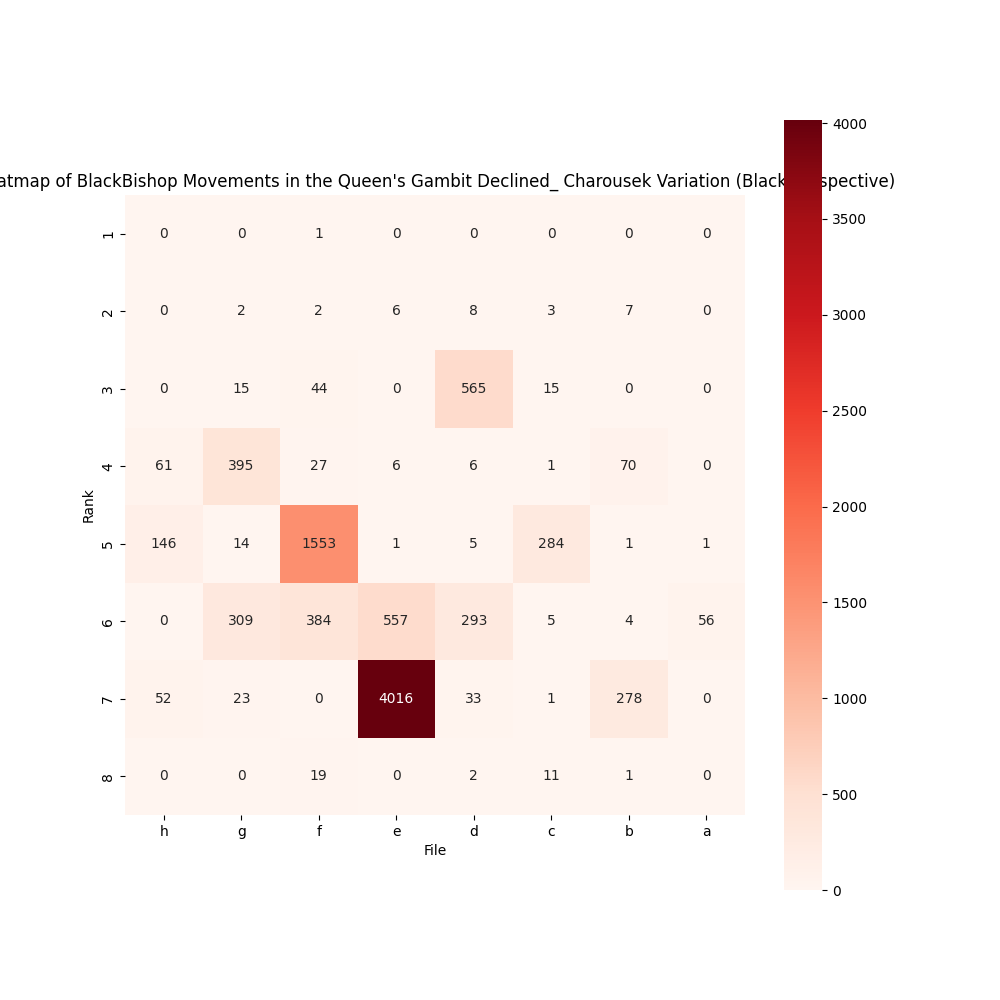 4000
atmap of BlackBishop Movements in the Queen's Gambit Declined_ Charousek Variation (Black spective)
3500
1 0 0 1 0 0 0 0 0
3000
2 0 2 2 6 8 3 7 0
2500
3 0 15 44 0 565 15 0 0
2000
4 61 395 27 6 6 1 70 0
Rank
5 146 14 1553 1 5 284 1 1
1500
6 0 309 384 557 293 5 4 56
1000
7 52 23 0 4016 33 1 278 0
8 0 0 19 0 2 11 1 0
500
h g f e d c b a
File
0